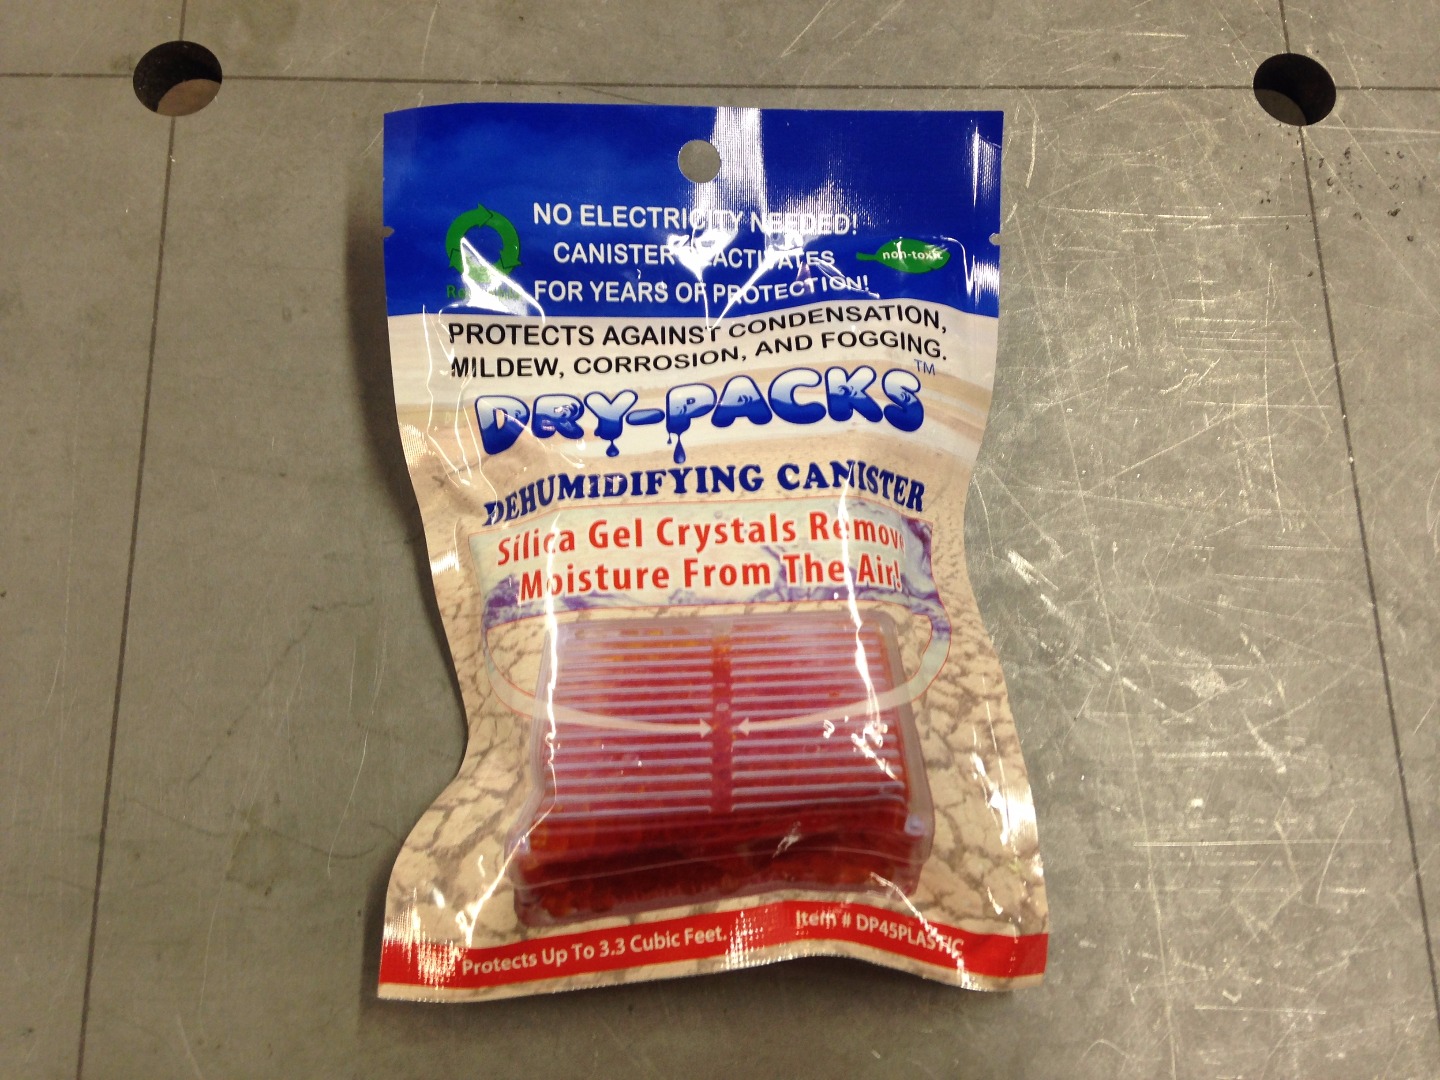 NO ELECTRICITY NEEDED!
CANISTER REACTIVATES
FOR YEARS OF PROTECTION!
non-toxic
PROTECTS AGAINST CONDENSATION,
MILDEW, CORROSION, AND FOGGING.
DRY-PACKS™
DEHUMIDIFYING CANISTER
Silica Gel Crystals Remove
Moisture From The Air!
Protects Up To 3.3 Cubic Feet.
Item # DP45PLASTIC